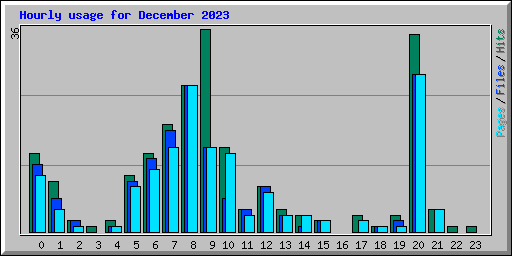 Hourly usage for December 2023
36
Pages / Files / Hits
0 1 2 3 4 5 6 7 8 9 10 11 12 13 14 15 16 17 18 19 20 21 22 23